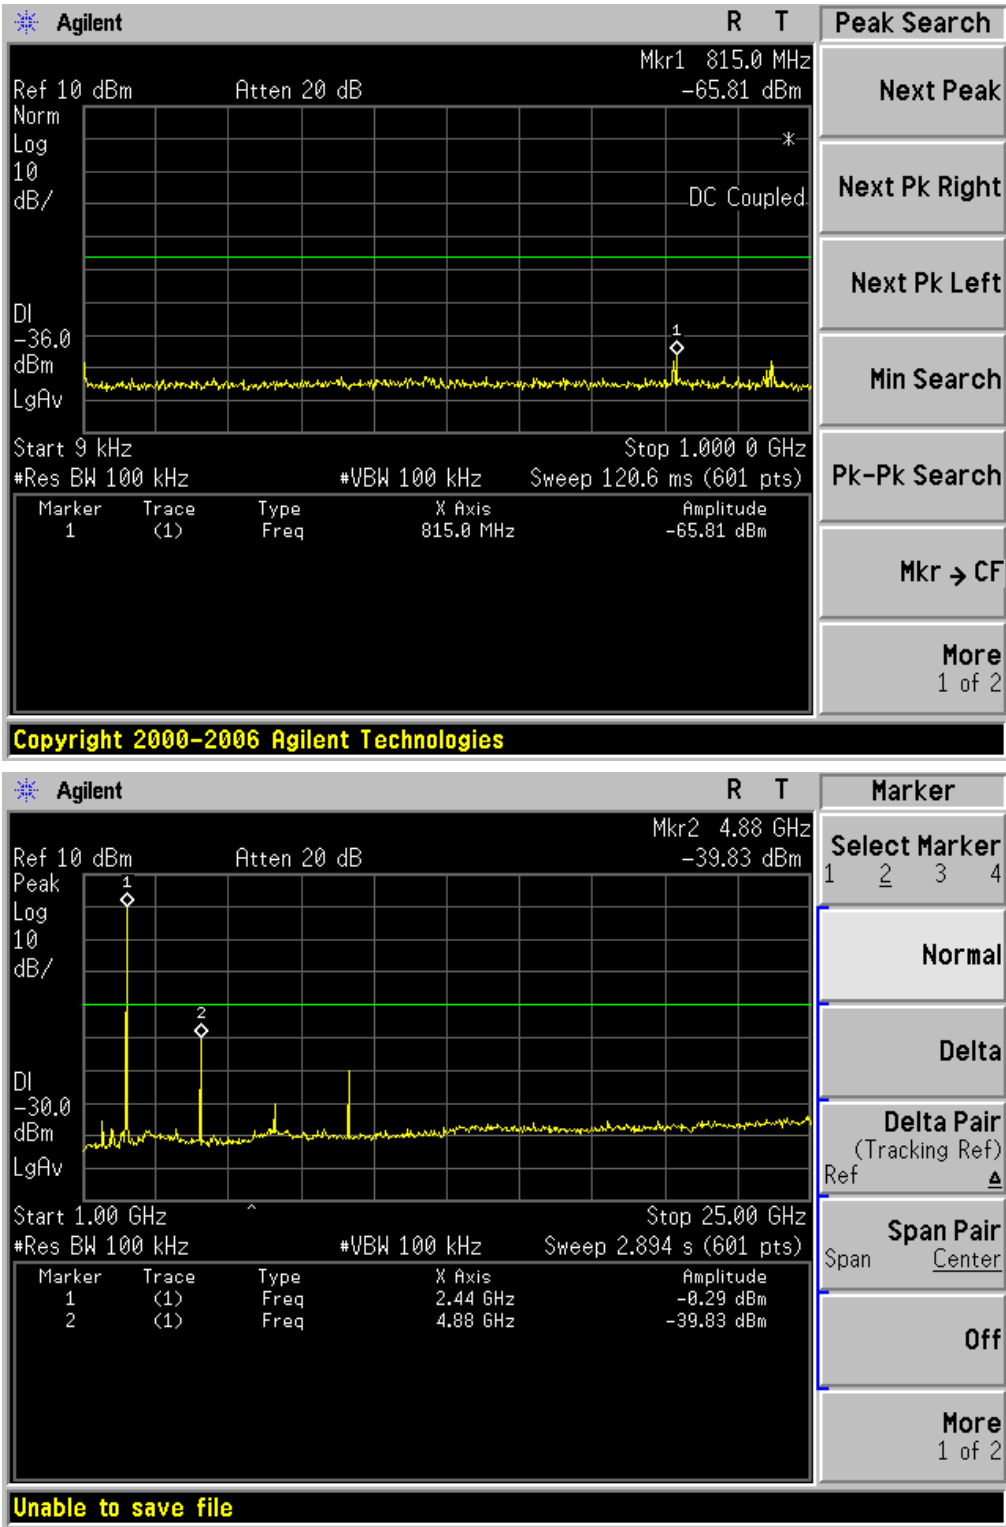 Agilent R T Peak Search
Mkr1 815.0 MHz
Ref 10 dBm Atten 20 dB -65.81 dBm
Norm
Log
10
dB/
*
DC Coupled
DI
-36.0
dBm
LgAv
1
Start 9 kHz Stop 1.000 0 GHz
#Res BW 100 kHz #VBW 100 kHz Sweep 120.6 ms (601 pts)
Marker Trace Type X Axis Amplitude
1 (1) Freq 815.0 MHz -65.81 dBm
Next Peak
Next Pk Right
Next Pk Left
Min Search
Pk-Pk Search
Mkr → CF
More
1 of 2
Copyright 2000-2006 Agilent Technologies
Agilent R T Marker
Mkr2 4.88 GHz
Ref 10 dBm Atten 20 dB -39.83 dBm
Peak
Log
10
dB/
1
2
DI
-30.0
dBm
LgAv
Start 1.00 GHz ^ Stop 25.00 GHz
#Res BW 100 kHz #VBW 100 kHz Sweep 2.894 s (601 pts)
Marker Trace Type X Axis Amplitude
1 (1) Freq 2.44 GHz -0.29 dBm
2 (1) Freq 4.88 GHz -39.83 dBm
Select Marker
1 2 3 4
Normal
Delta
Delta Pair
(Tracking Ref)
Ref Δ
Span Pair
Span Center
Off
More
1 of 2
Unable to save file